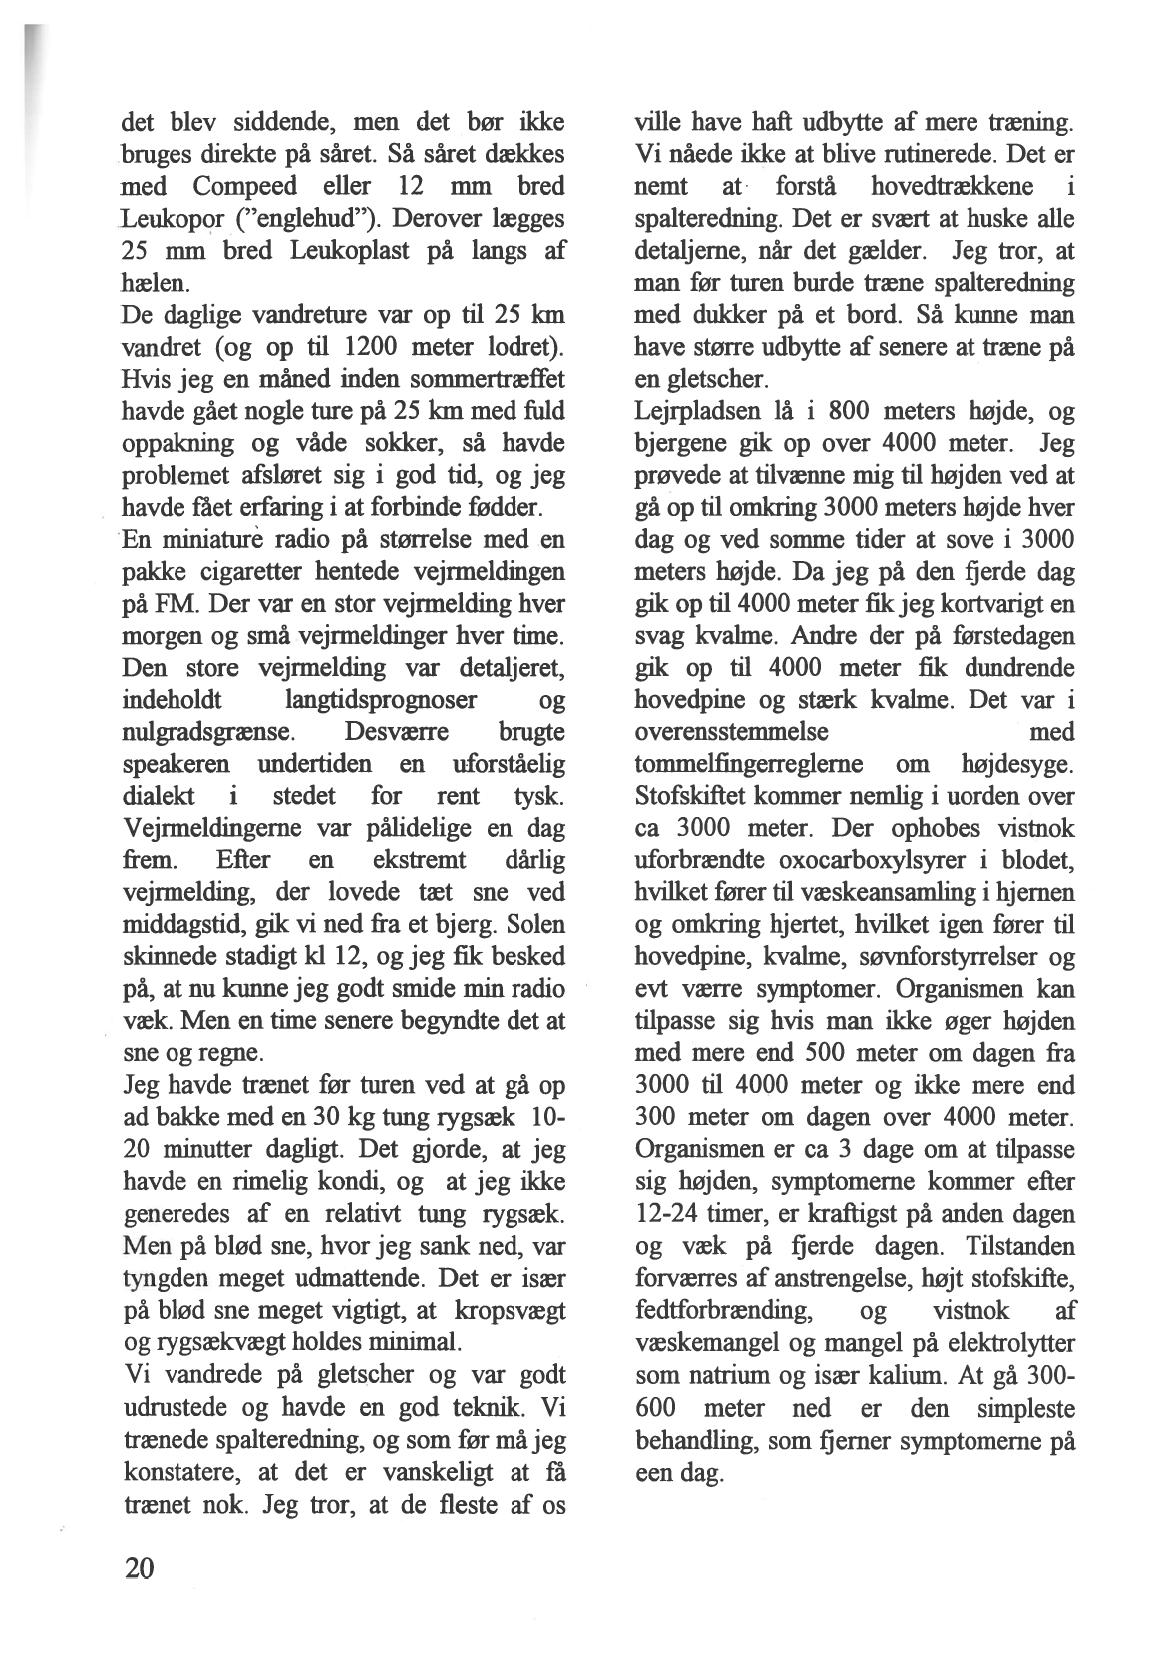 det blev siddende, men det bør ikke
bruges direkte på såret. Så såret dækkes
med Compeed eller 12 mm bred
Leukopor (”englehud”). Derover lægges
25 mm bred Leukoplast på langs af
hælen.
De daglige vandreture var op til 25 km
vandret (og op til 1200 meter lodret).
Hvis jeg en måned inden sommertræffet
havde gået nogle ture på 25 km med fuld
oppakning og våde sokker, så havde
problemet afsløret sig i god tid, og jeg
havde fået erfaring i at forbinde fødder.
En miniature radio på størrelse med en
pakke cigaretter hentede vejrmeldingen
på FM. Der var en stor vejrmelding hver
morgen og små vejrmeldinger hver time.
Den store vejrmelding var detaljeret,
indeholdt langtidsprognoser og
nulgradsgrænse. Desværre brugte
speakeren undertiden en uforståelig
dialekt i stedet for rent tysk.
Vejrmeldingerne var pålidelige en dag
frem. Efter en ekstremt dårlig
vejrmelding, der lovede tæt sne ved
middagstid, gik vi ned fra et bjerg. Solen
skinnede stadigt kl 12, og jeg fik besked
på, at nu kunne jeg godt smide min radio
væk. Men en time senere begyndte det at
sne og regne.
Jeg havde trænet før turen ved at gå op
ad bakke med en 30 kg tung rygsæk 10-
20 minutter dagligt. Det gjorde, at jeg
havde en rimelig kondi, og at jeg ikke
generedes af en relativt tung rygsæk.
Men på blød sne, hvor jeg sank ned, var
tyngden meget udmattende. Det er især
på blød sne meget vigtigt, at kropsvægt
og rygsækvægt holdes minimal.
Vi vandrede på gletscher og var godt
udrustede og havde en god teknik. Vi
trænede spalteredning, og som før må jeg
konstatere, at det er vanskeligt at få
trænet nok. Jeg tror, at de fleste af os
ville have haft udbytte af mere træning.
Vi nåede ikke at blive rutinerede. Det er
nemt at forstå hovedtrækkene i
spalteredning. Det er svært at huske alle
detaljerne, når det gælder. Jeg tror, at
man før turen burde træne spalteredning
med dukker på et bord. Så kunne man
have større udbytte af senere at træne på
en gletscher.
Lejrpladsen lå i 800 meters højde, og
bjergene gik op over 4000 meter. Jeg
prøvede at tilvænne mig til højden ved at
gå op til omkring 3000 meters højde hver
dag og ved somme tider at sove i 3000
meters højde. Da jeg på den fjerde dag
gik op til 4000 meter fik jeg kortvarigt en
svag kvalme. Andre der på førstedagen
gik op til 4000 meter fik dundrende
hovedpine og stærk kvalme. Det var i
overensstemmelse med
tommelfingerreglerne om højdesyge.
Stofskiftet kommer nemlig i uorden over
ca 3000 meter. Der ophobes vistnok
uforbrændte oxocarboxylsyrer i blodet,
hvilket fører til væskeansamling i hjernen
og omkring hjertet, hvilket igen fører til
hovedpine, kvalme, søvnforstyrrelser og
evt værre symptomer. Organismen kan
tilpasse sig hvis man ikke øger højden
med mere end 500 meter om dagen fra
3000 til 4000 meter og ikke mere end
300 meter om dagen over 4000 meter.
Organismen er ca 3 dage om at tilpasse
sig højden, symptomerne kommer efter
12-24 timer, er kraftigst på anden dagen
og væk på fjerde dagen. Tilstanden
forværres af anstrengelse, højt stofskifte,
fedtforbrænding, og vistnok af
væskemangel og mangel på elektrolytter
som natrium og især kalium. At gå 300-
600 meter ned er den simpleste
behandling, som fjerner symptomerne på
een dag.
20